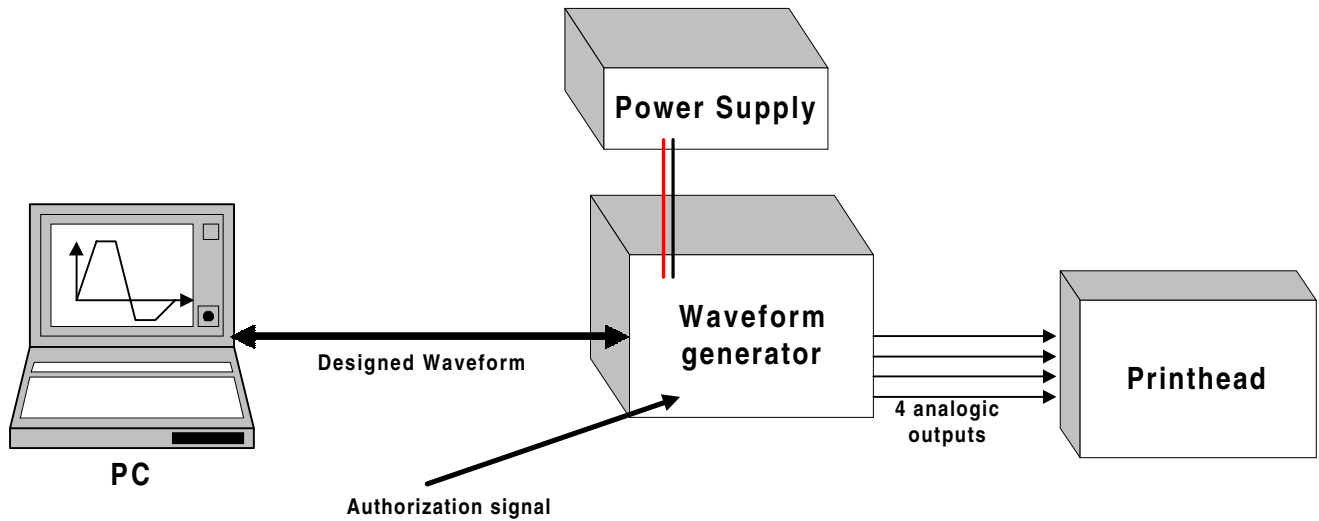 Power Supply
Waveform
generator
Designed Waveform
Printhead
4 analogic
outputs
PC
Authorization signal